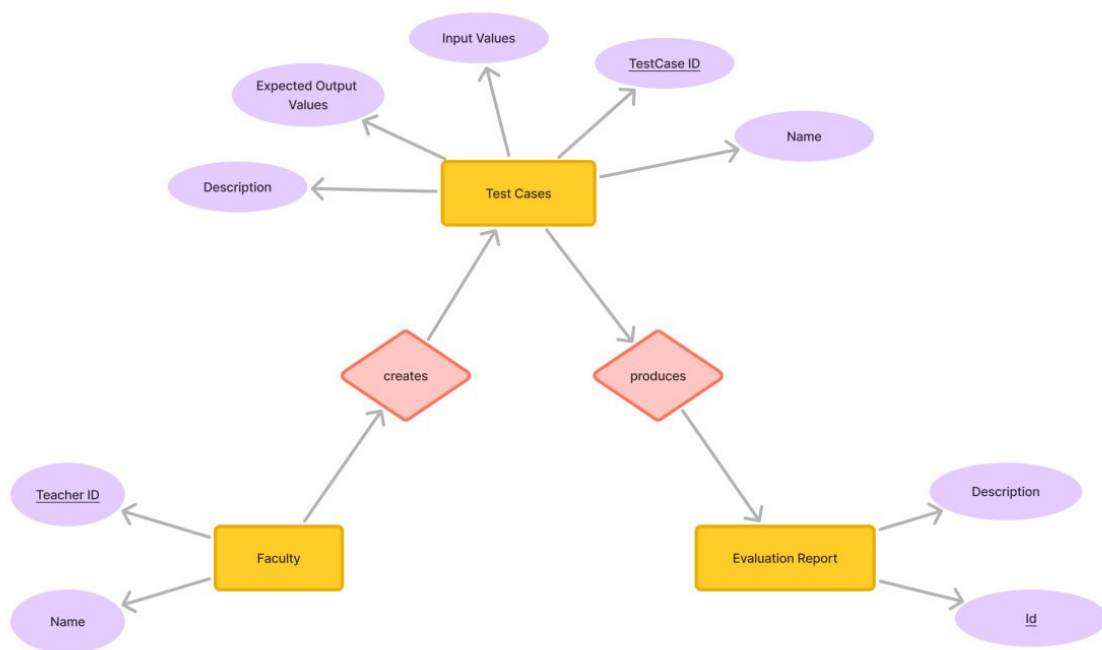 Input Values
TestCase ID
Expected Output
Values
Name
Description
Test Cases
creates
produces
Teacher ID
Description
Faculty
Evaluation Report
Name
Id